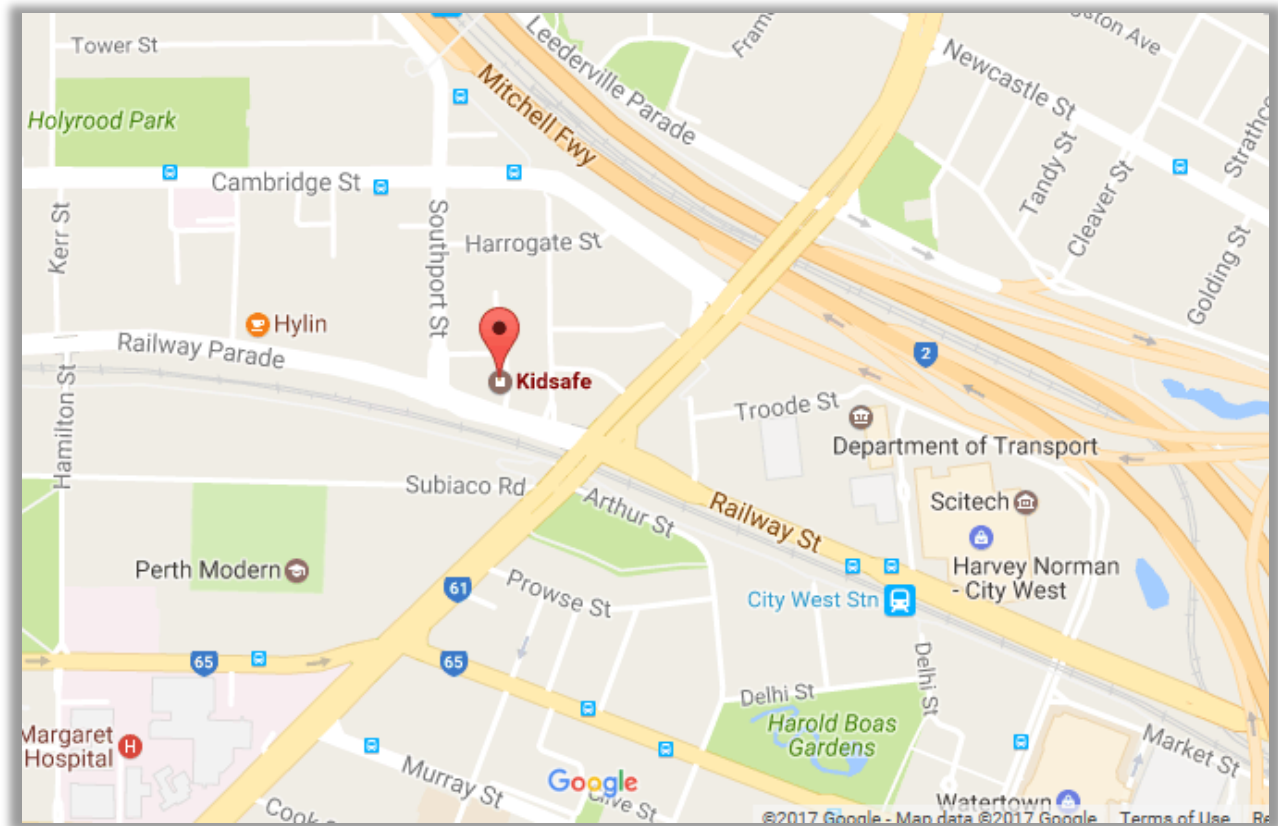 Tower St
Holyrood Park
Leederville Parade
Mitchell Fwy
Newcastle St
Tandy St
Cleaver St
Golding St
Cambridge St
Kerr St
Southport St
Harrogate St
Hylin
Railway Parade
Kidsafe
2
Troode St
Department of Transport
Hamilton St
Subiaco Rd
Arthur St
Railway St
Scitech
Harvey Norman
- City West
Perth Modern
61
Prowse St
City West Stn
65
65
Delhi St
Delhi St
Harold Boas
Gardens
Margaret
Hospital
H
Murray St
Google
Market St
Watertown
©2017 Google - Map data ©2017 Google Terms of Use